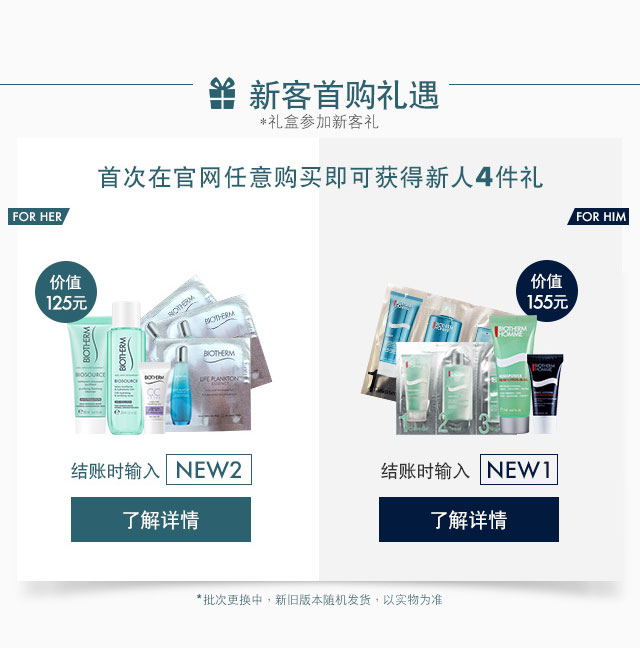 新客首购礼遇
*礼盒参加新客礼
首次在官网任意购买即可获得新人4件礼
FOR HER
FOR HIM
价值
125元
价值
155元
BIOTHERM
BIOSOURCE
BIOTHERM
BIOSOURCE
BIOTHERM
CC
BIOTHERM
BIOTHERM
BIOTHERM
LIFE PLANKTON
BIOTHERM
HOMME
BIOTHERM
HOMME
1
2
3
结账时输入 NEW2
结账时输入 NEW1
了解详情
了解详情
*批次更换中，新旧版本随机发货，以实物为准